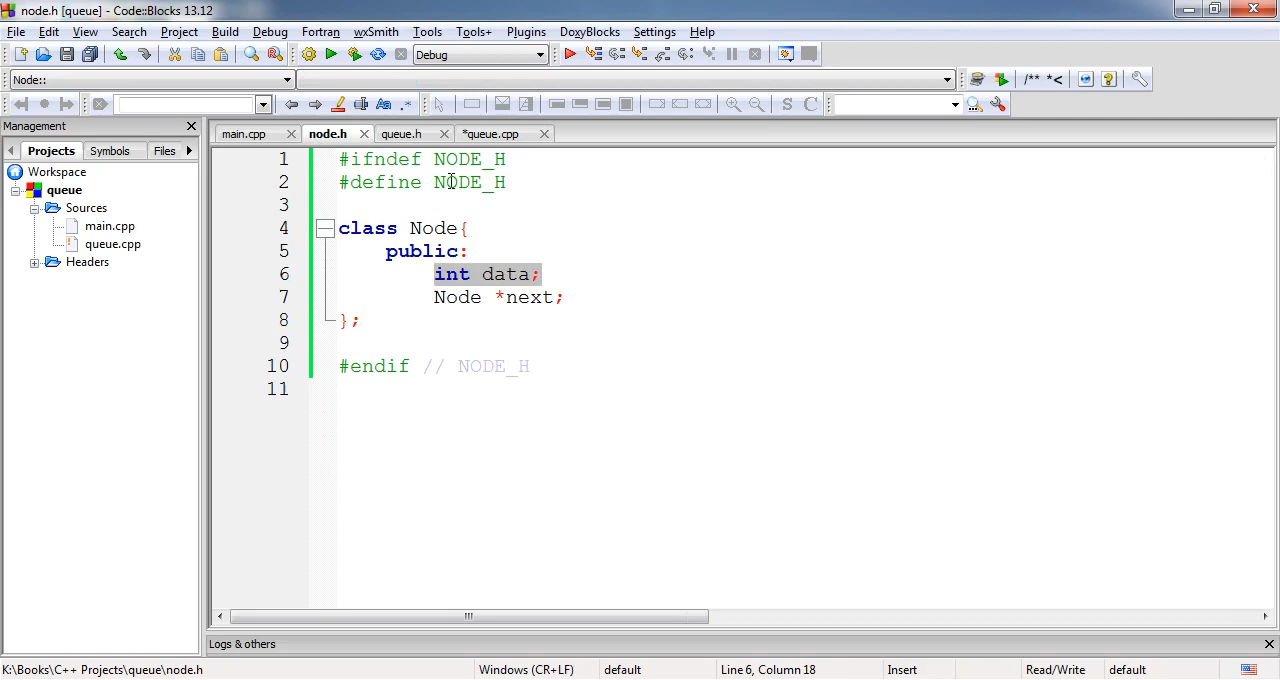 node.h [queue] - Code::Blocks 13.12
File Edit View Search Project Build Debug Fortran wxSmith Tools Tools+ Plugins DoxyBlocks Settings Help
Debug
Node::
/** *<
Aa .* S C
Management
main.cpp node.h queue.h *queue.cpp
Projects Symbols Files
Workspace
queue
Sources
main.cpp
queue.cpp
Headers
1 #ifndef NODE_H
2 #define NODE_H
3
4 class Node{
5 public:
6 int data;
7 Node *next;
8 };
9
10 #endif // NODE_H
11
Logs & others
K:\Books\C++ Projects\queue\node.h Windows (CR+LF) default Line 6, Column 18 Insert Read/Write default